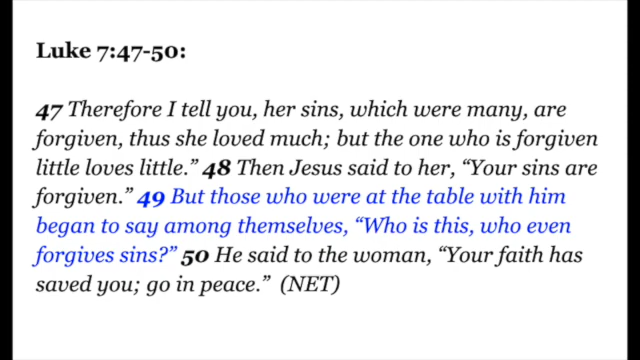 Luke 7:47-50:
47 Therefore I tell you, her sins, which were many, are
forgiven, thus she loved much; but the one who is forgiven
little loves little.” 48 Then Jesus said to her, “Your sins are
forgiven.” 49 But those who were at the table with him
began to say among themselves, “Who is this, who even
forgives sins?” 50 He said to the woman, “Your faith has
saved you; go in peace.” (NET)